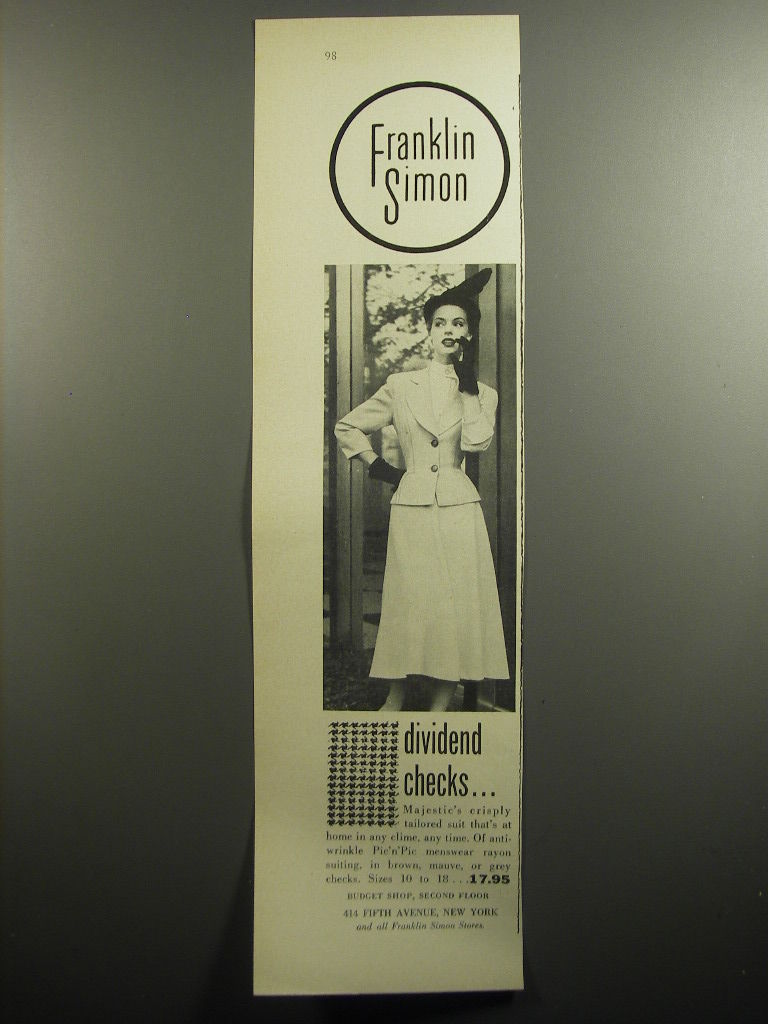 98
Franklin
Simon
dividend
checks...
Majestic's crisply
tailored suit that's at
home in any clime, any time. Of anti-
wrinkle Pic'n'Pic menswear rayon
suiting, in brown, mauve, or grey
checks. Sizes 10 to 18...17.95
BUDGET SHOP, SECOND FLOOR
414 FIFTH AVENUE, NEW YORK
and all Franklin Simon Stores.